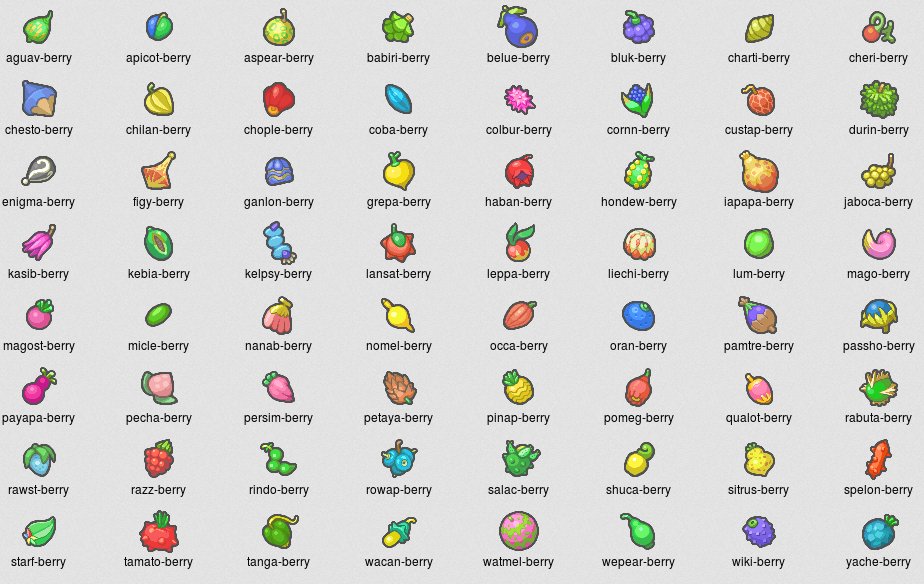 aguav-berry apicot-berry aspear-berry babiri-berry belue-berry bluk-berry charti-berry cheri-berry
chesto-berry chilan-berry chople-berry coba-berry colbur-berry cornn-berry custap-berry durin-berry
enigma-berry figy-berry ganlon-berry grepa-berry haban-berry hondew-berry iapapa-berry jaboca-berry
kasib-berry kebia-berry kelpsy-berry lansat-berry leppa-berry liechi-berry lum-berry mago-berry
magost-berry micle-berry nanab-berry nomel-berry occa-berry oran-berry pamtre-berry passho-berry
payapa-berry pecha-berry persim-berry petaya-berry pinap-berry pomeg-berry qualot-berry rabuta-berry
rawst-berry razz-berry rindo-berry rowap-berry salac-berry shuca-berry sitrus-berry spelon-berry
starf-berry tamato-berry tanga-berry wacan-berry watmel-berry wepear-berry wiki-berry yache-berry